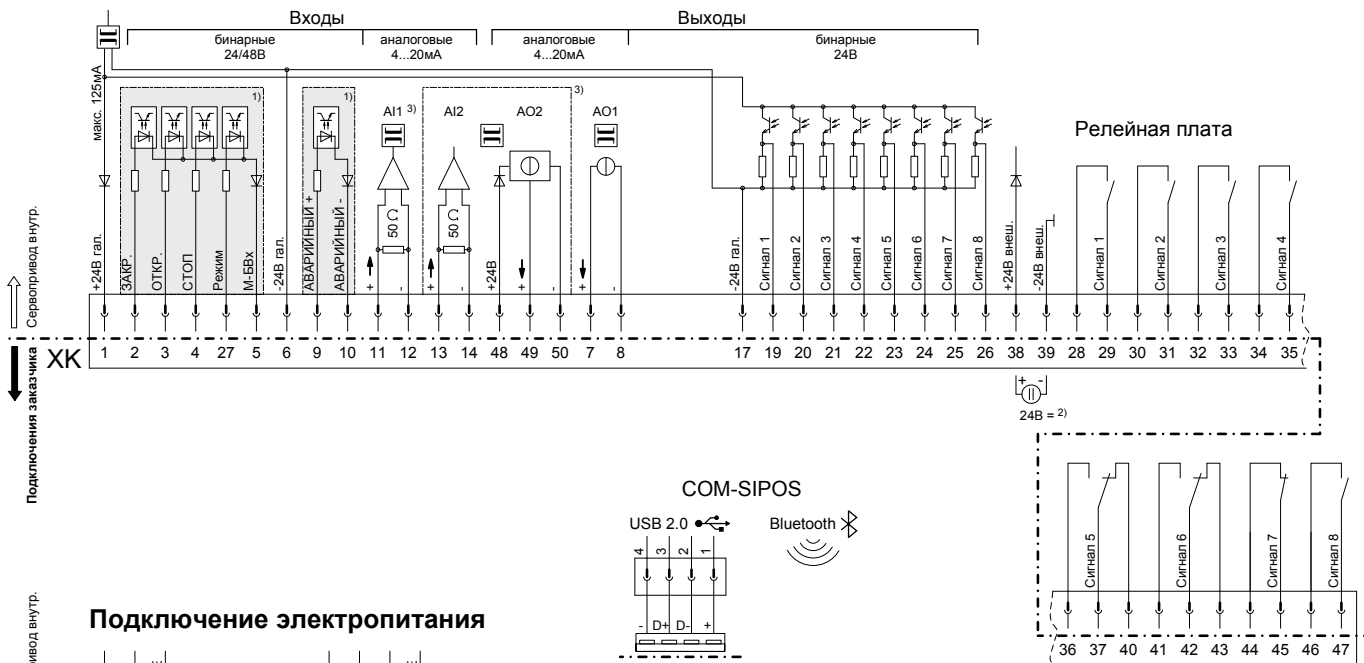 Входы
Выходы
бинарные
24/48В
аналоговые
4...20мА
аналоговые
4...20мА
бинарные
24В
макс. 125мА
1)
1)
AI1 3)
AI2
AO2
3)
AO1
Релейная плата
50 Ω
50 Ω
+24В гал.
ЗАКР.
ОТКР.
СТОП
Режим
М-БВх
-24В гал.
АВАРИЙНЫЙ +
АВАРИЙНЫЙ -
+
-
+
-
+24В
+
-
+
-
-24В гал.
Сигнал 1
Сигнал 2
Сигнал 3
Сигнал 4
Сигнал 5
Сигнал 6
Сигнал 7
Сигнал 8
+24В внеш.
-24В внеш.
Сигнал 1
Сигнал 2
Сигнал 3
Сигнал 4
Сервопривод внутр.
Подключения заказчика
XK
1 2 3 4 27 5 6 9 10 11 12 13 14 48 49 50 7 8 17 19 20 21 22 23 24 25 26 38 39 28 29 30 31 32 33 34 35
+ -
24В = 2)
COM-SIPOS
USB 2.0
Bluetooth
4 3 2 1
- D+ D- +
Сигнал 5
Сигнал 6
Сигнал 7
Сигнал 8
36 37 40 41 42 43 44 45 46 47
Подключение электропитания
внутр.